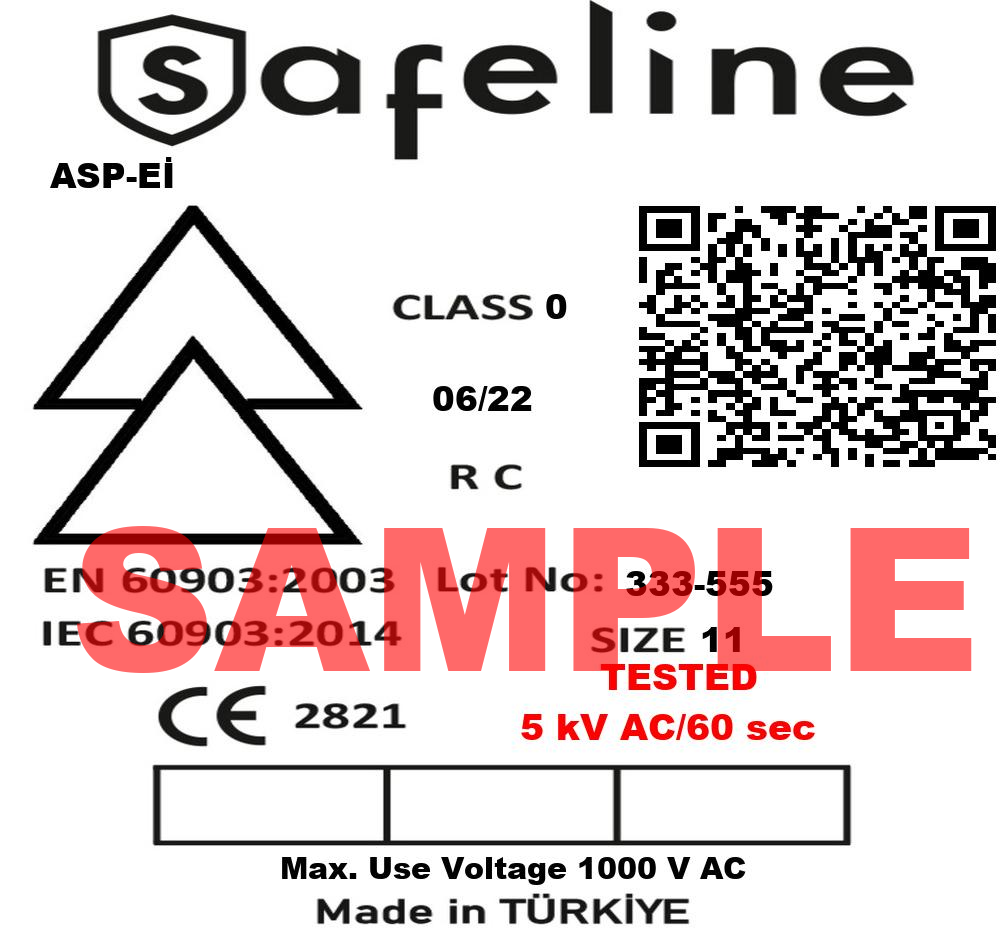 Safeline
ASP-Eİ
CLASS 0
06/22
R C
SAMPLE
EN 60903:2003 Lot No: 333-555
IEC 60903:2014 SIZE 11
TESTED
CE 2821 5 kV AC/60 sec
Max. Use Voltage 1000 V AC
Made in TÜRKİYE